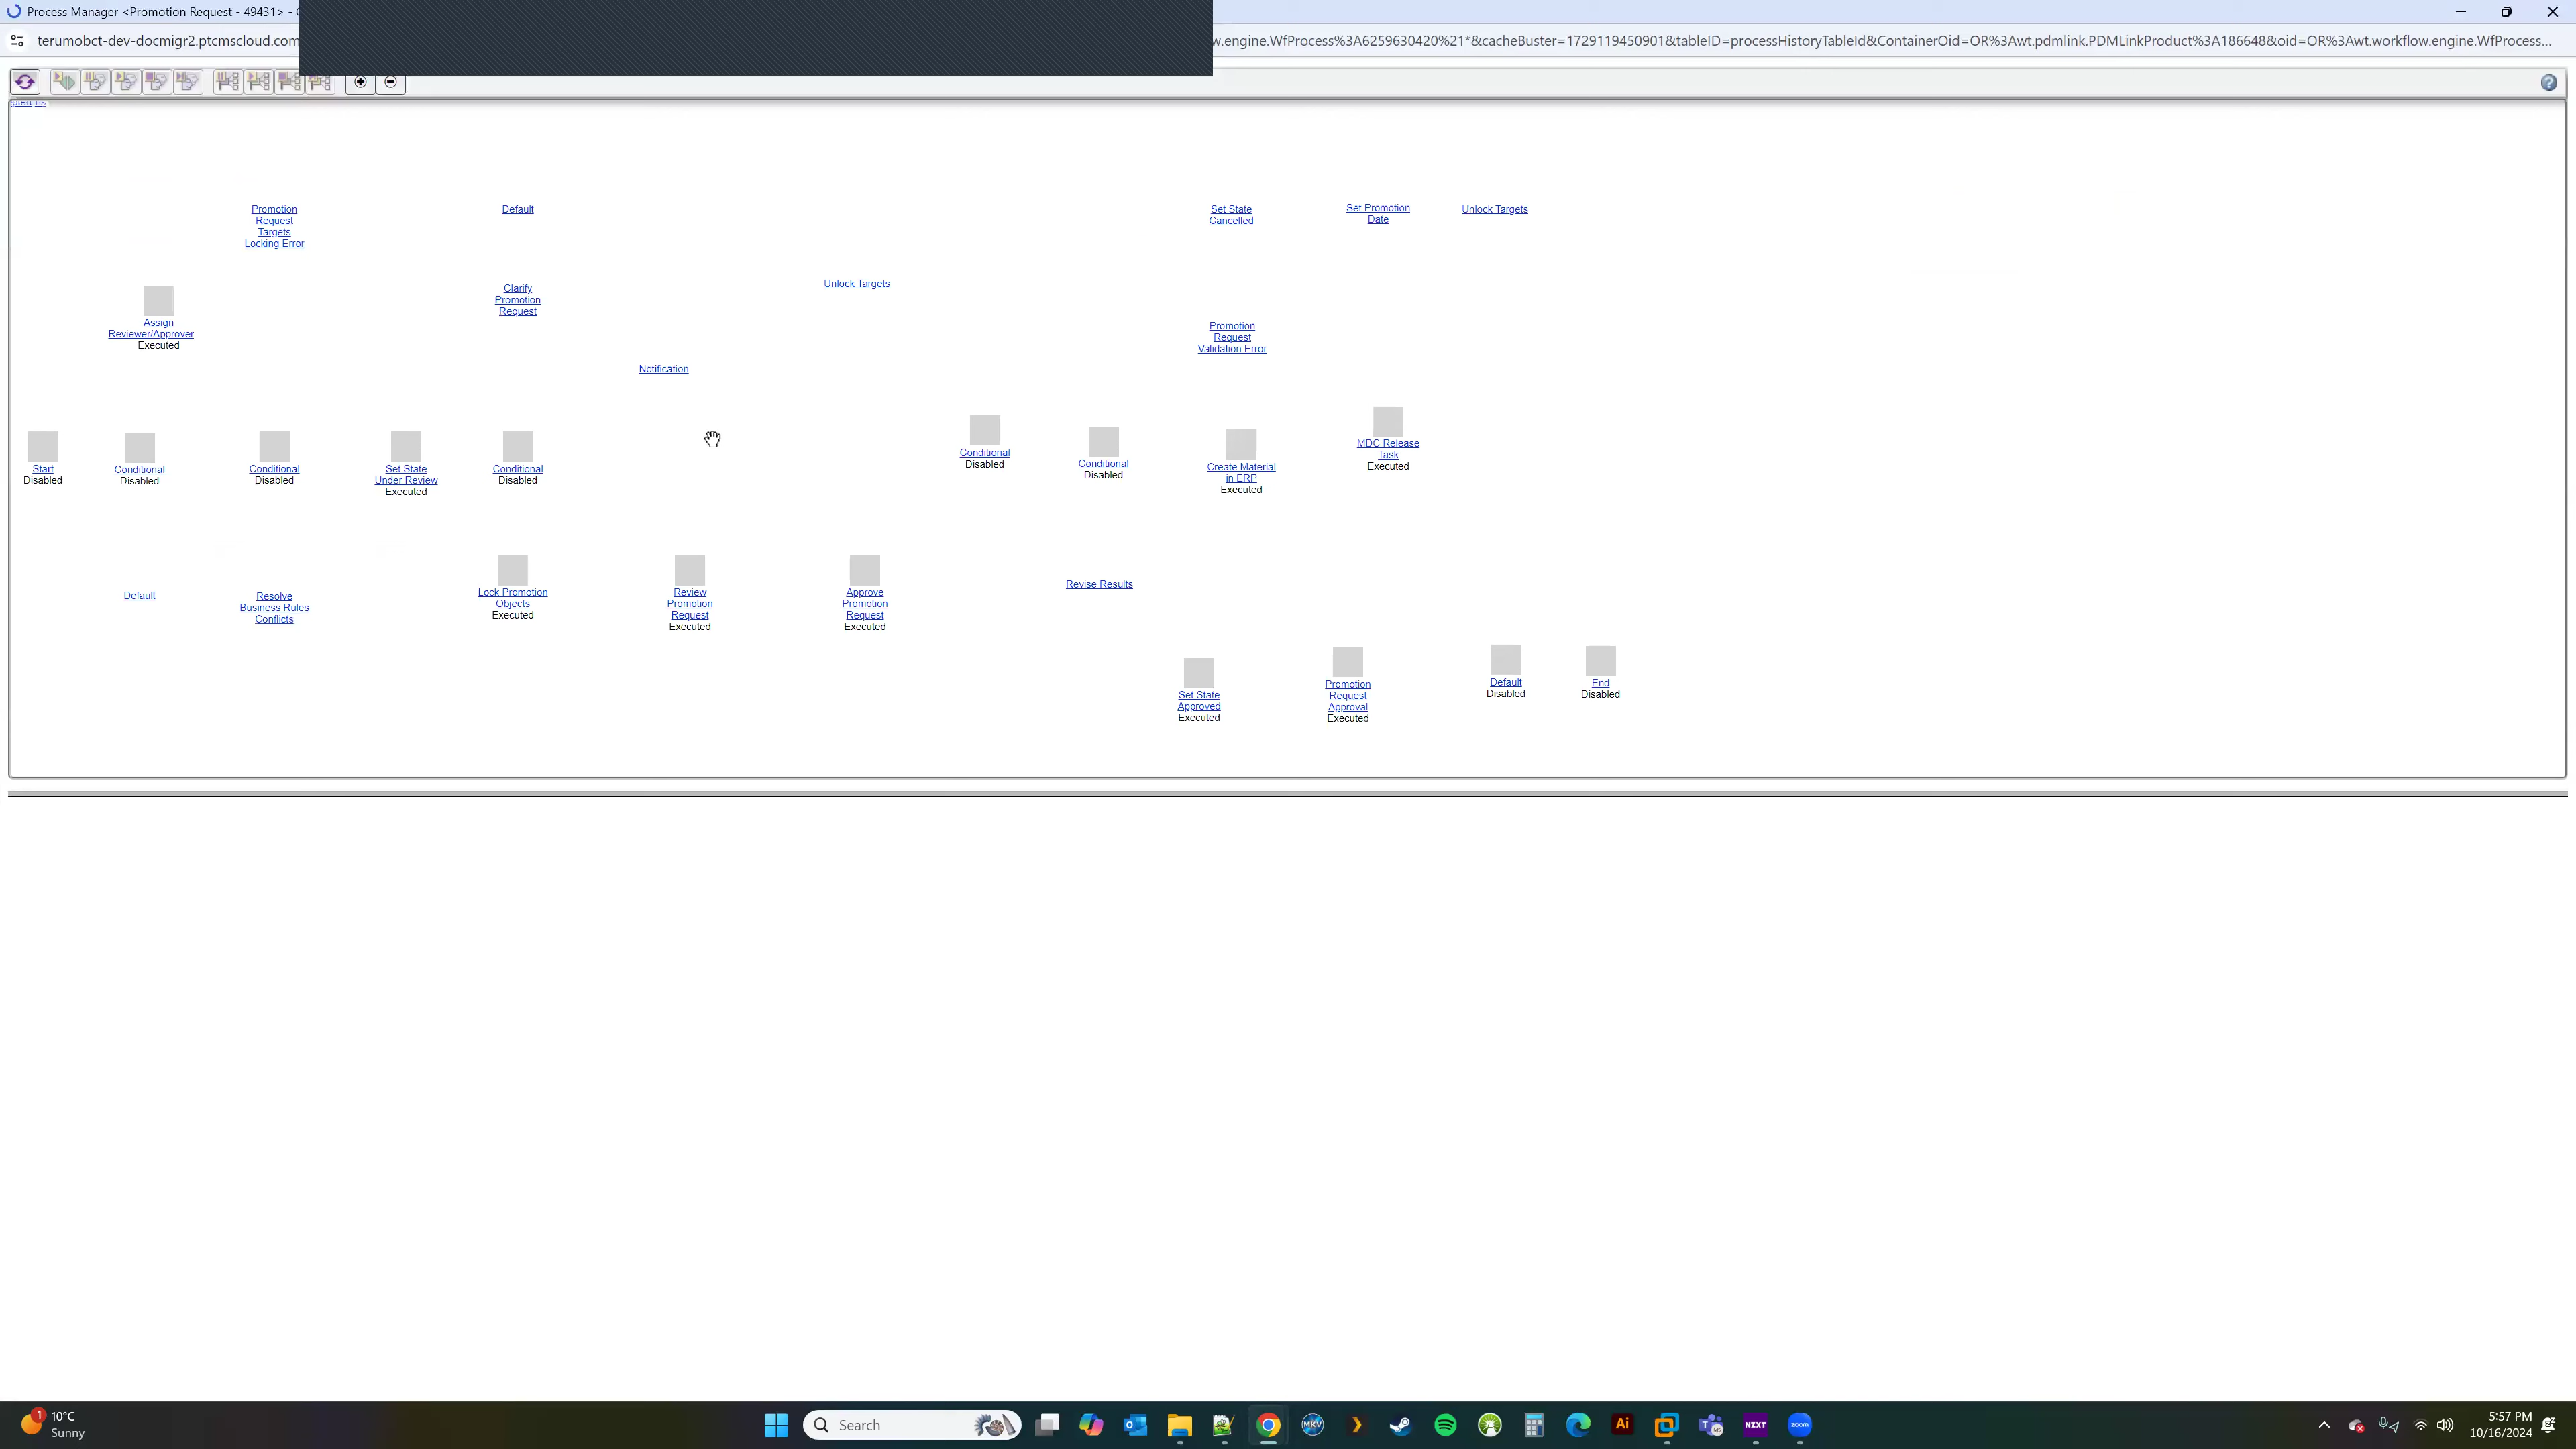 Process Manager <Promotion Request - 49431> -
terumobct-dev-docmigr2.ptcmscloud.com
w.engine.WfProcess%3A6259630420%21*&cacheBuster=1729119450901&tableID=processHistoryTableId&ContainerOid=OR%3Awt.pdmlink.PDMLinkProduct%3A186648&oid=OR%3Awt.workflow.engine.WfProcess...
Promotion
Request
Targets
Locking Error
Default
Set State
Cancelled
Set Promotion
Date
Unlock Targets
Clarify
Promotion
Request
Unlock Targets
Assign
Reviewer/Approver
Executed
Promotion
Request
Validation Error
Notification
Start
Disabled
Conditional
Disabled
Conditional
Disabled
Set State
Under Review
Executed
Conditional
Disabled
Conditional
Disabled
Conditional
Disabled
Create Material
in ERP
Executed
MDC Release
Task
Executed
Default
Resolve
Business Rules
Conflicts
Lock Promotion
Objects
Executed
Review
Promotion
Request
Executed
Approve
Promotion
Request
Executed
Revise Results
Set State
Approved
Executed
Promotion
Request
Approval
Executed
Default
Disabled
End
Disabled
1
10°C
Sunny
Search
MKV
Ai
NZXT
zoom
5:57 PM
10/16/2024